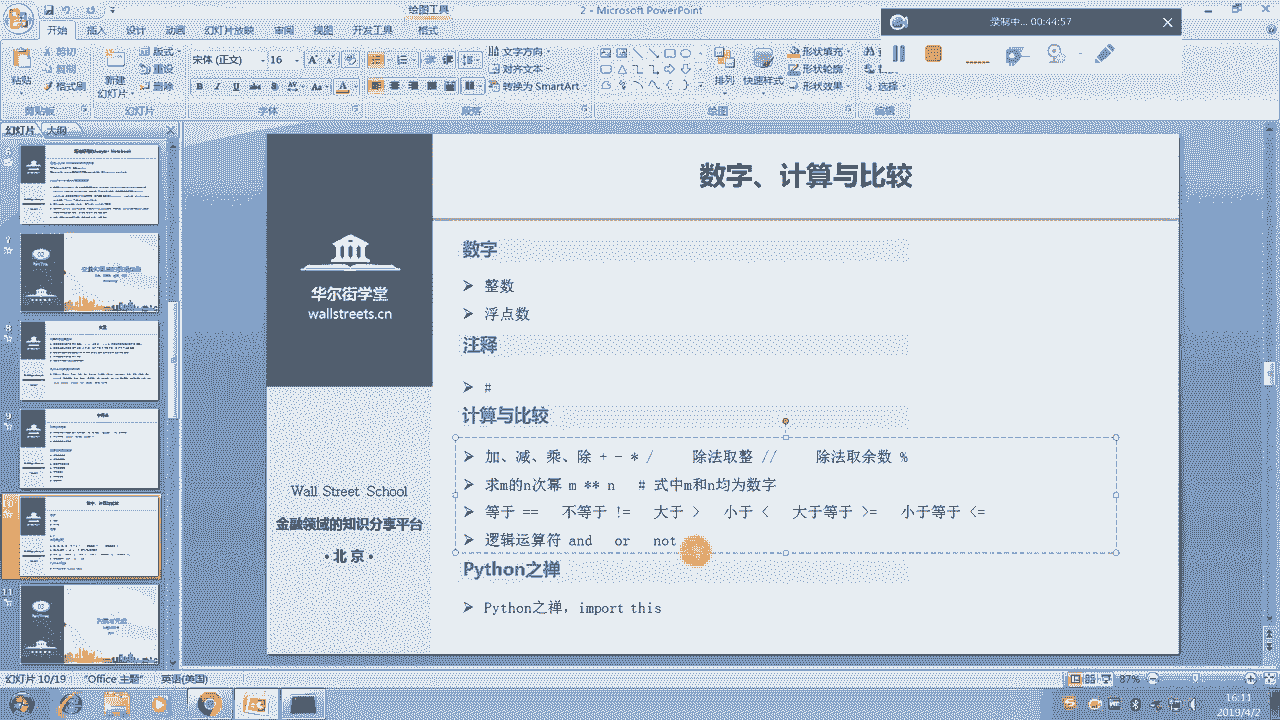 绘图工具
2 - Microsoft PowerPoint
录制中... 00:44:57
开始 插入 设计 动画 幻灯片放映 审阅 视图 开发工具 格式
粘贴 剪切 复制 格式刷
新建 幻灯片 版式 重设 删除
宋体 (正文) 16
文字方向 对齐文本 转换为 SmartArt
排列 快速样式 形状填充 形状轮廓 形状效果
选择
剪贴板 幻灯片 字体 段落 绘图 编辑
幻灯片 大纲
数字、计算与比较
华尔街学堂
wallstreets.cn
Wall Street School
金融领域的知识分享平台
北 京 •
数字
➢ 整数
➢ 浮点数
注释
➢ #
计算与比较
➢ 加、减、乘、除 + - * / 除法取整 // 除法取余数 %
➢ 求m的n次幂 m ** n # 式中m和n均为数字
➢ 等于 == 不等于 != 大于 > 小于 < 大于等于 >= 小于等于 <=
➢ 逻辑运算符 and or not
Python之禅
➢ Python之禅，import this
幻灯片 10/19 "Office 主题" 英语(美国)
87%
16:11
2019/4/2